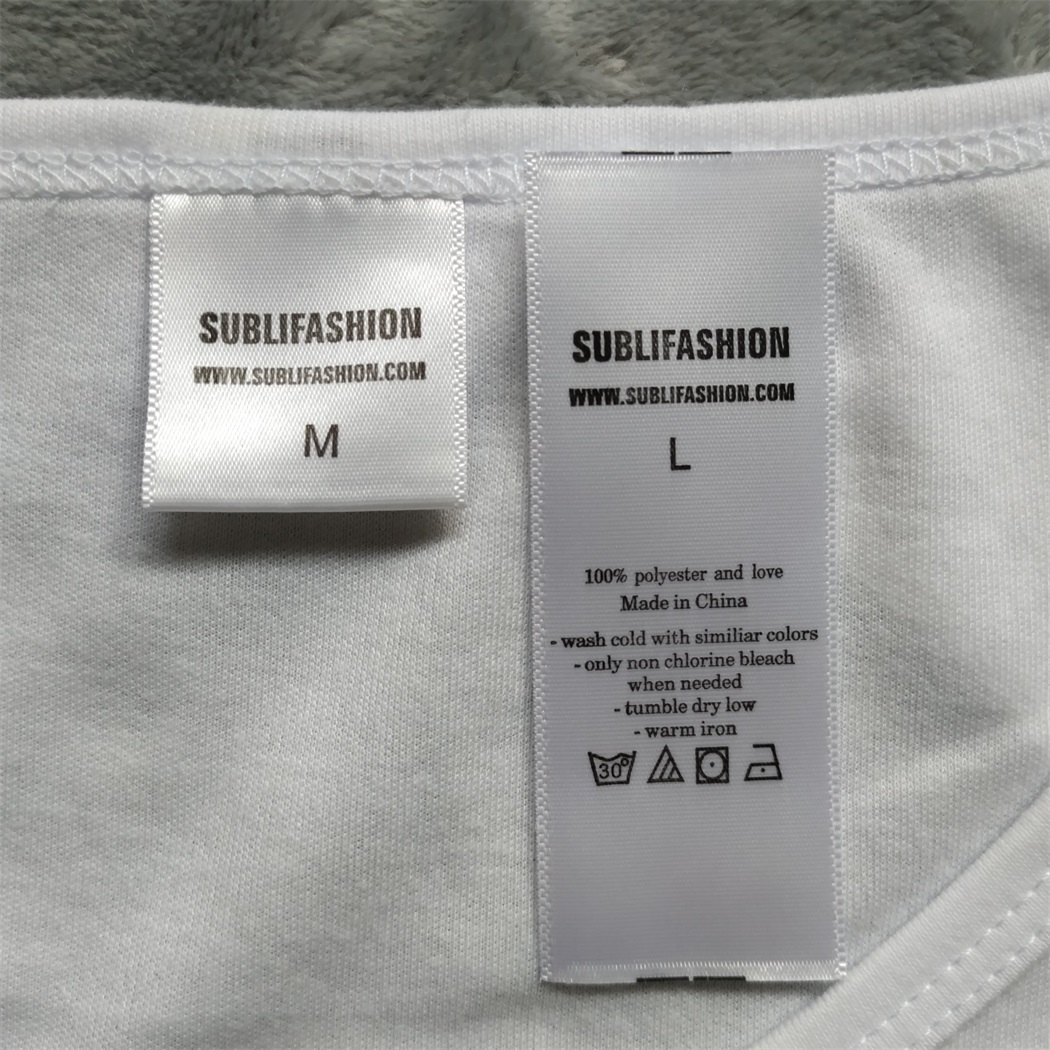 SUBLIFASHION
WWW.SUBLIFASHION.COM
M
SUBLIFASHION
WWW.SUBLIFASHION.COM
L
100% polyester and love
Made in China
- wash cold with similiar colors
- only non chlorine bleach
when needed
- tumble dry low
- warm iron
30°